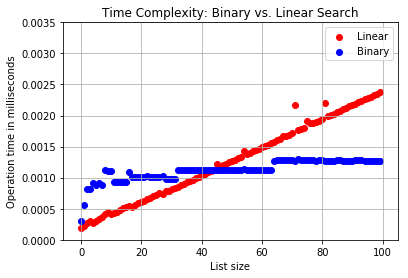 Time Complexity: Binary vs. Linear Search
0.0035
0.0030
0.0025
0.0020
0.0015
0.0010
0.0005
0.0000
Operation time in milliseconds
Linear
Binary
0 20 40 60 80 100
List size